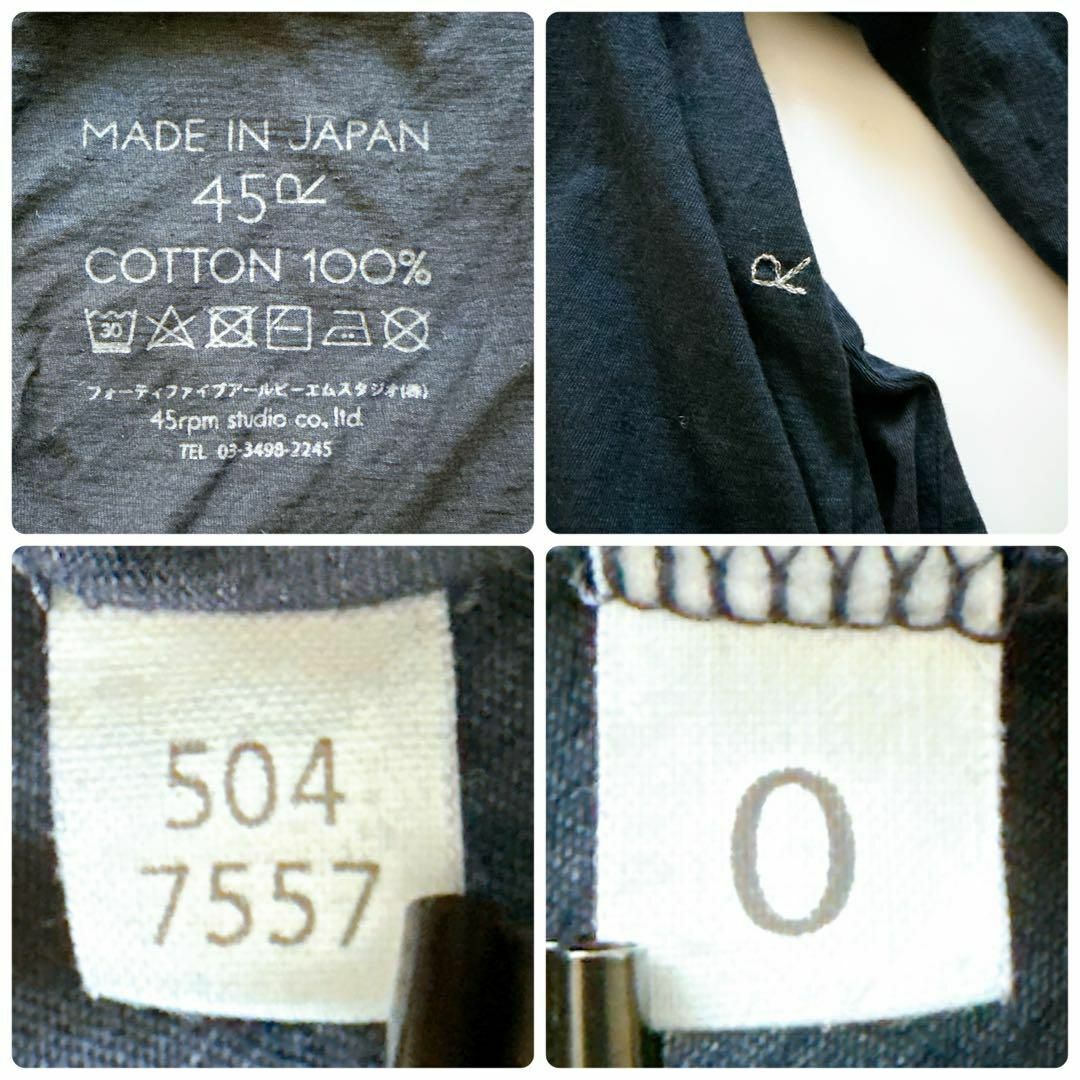 MADE IN JAPAN
45R
COTTON 100%
30
フォーティファイブアールピーエムスタジオ(株)
45rpm studio co,.ltd
TEL 03-3498-2245
R
504
7557
0